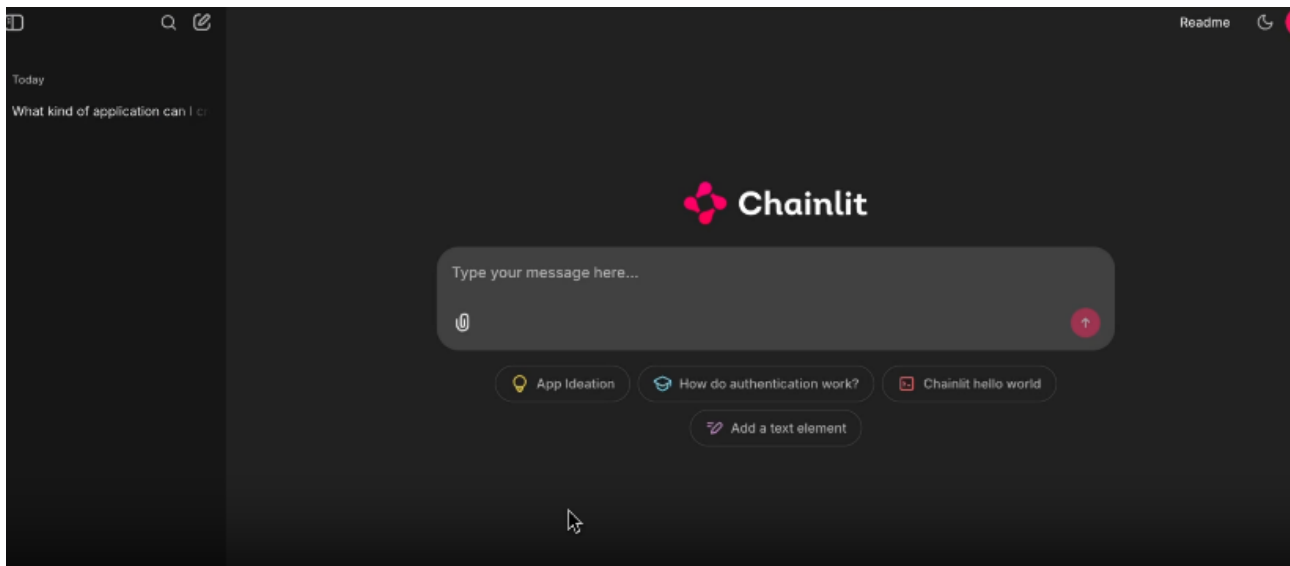 Readme
Today
What kind of application can I
Chainlit
Type your message here...
App Ideation
How do authentication work?
Chainlit hello world
Add a text element